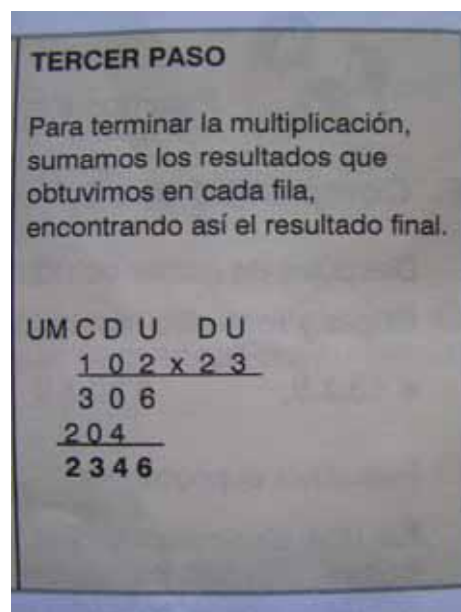 TERCER PASO
Para terminar la multiplicación,
sumamos los resultados que
obtuvimos en cada fila,
encontrando así el resultado final.
UM C D U D U
1 0 2 x 2 3
3 0 6
2 0 4
2 3 4 6